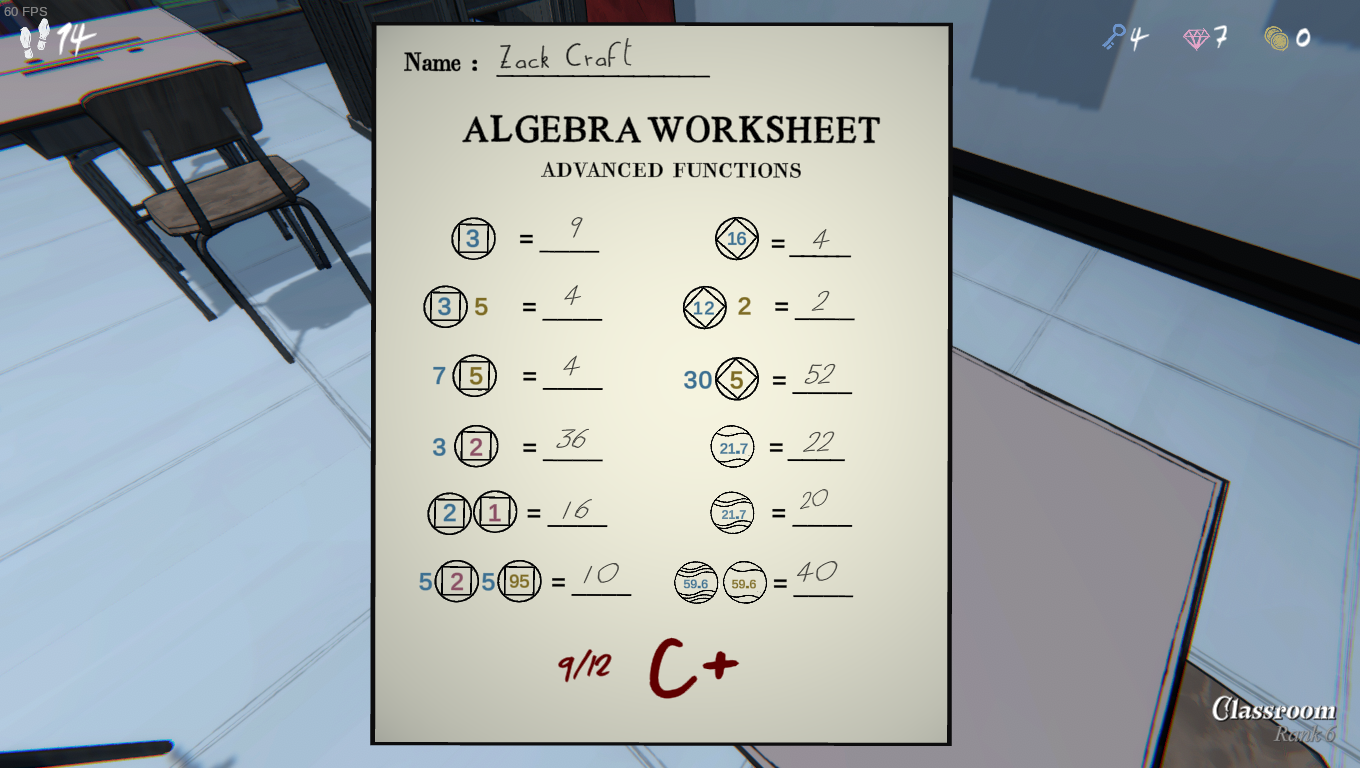 60 FPS
14
4 7 0
Name : Zack Craft
ALGEBRA WORKSHEET
ADVANCED FUNCTIONS
3 = 9
16 = 4
3 5 = 4
12 2 = 2
7 5 = 4
30 5 = 52
3 2 = 36
21.7 = 22
2 1 = 16
21.7 = 20
5 2 5 95 = 10
59.6 59.6 = 40
9/12 C+
Classroom
Rank 6